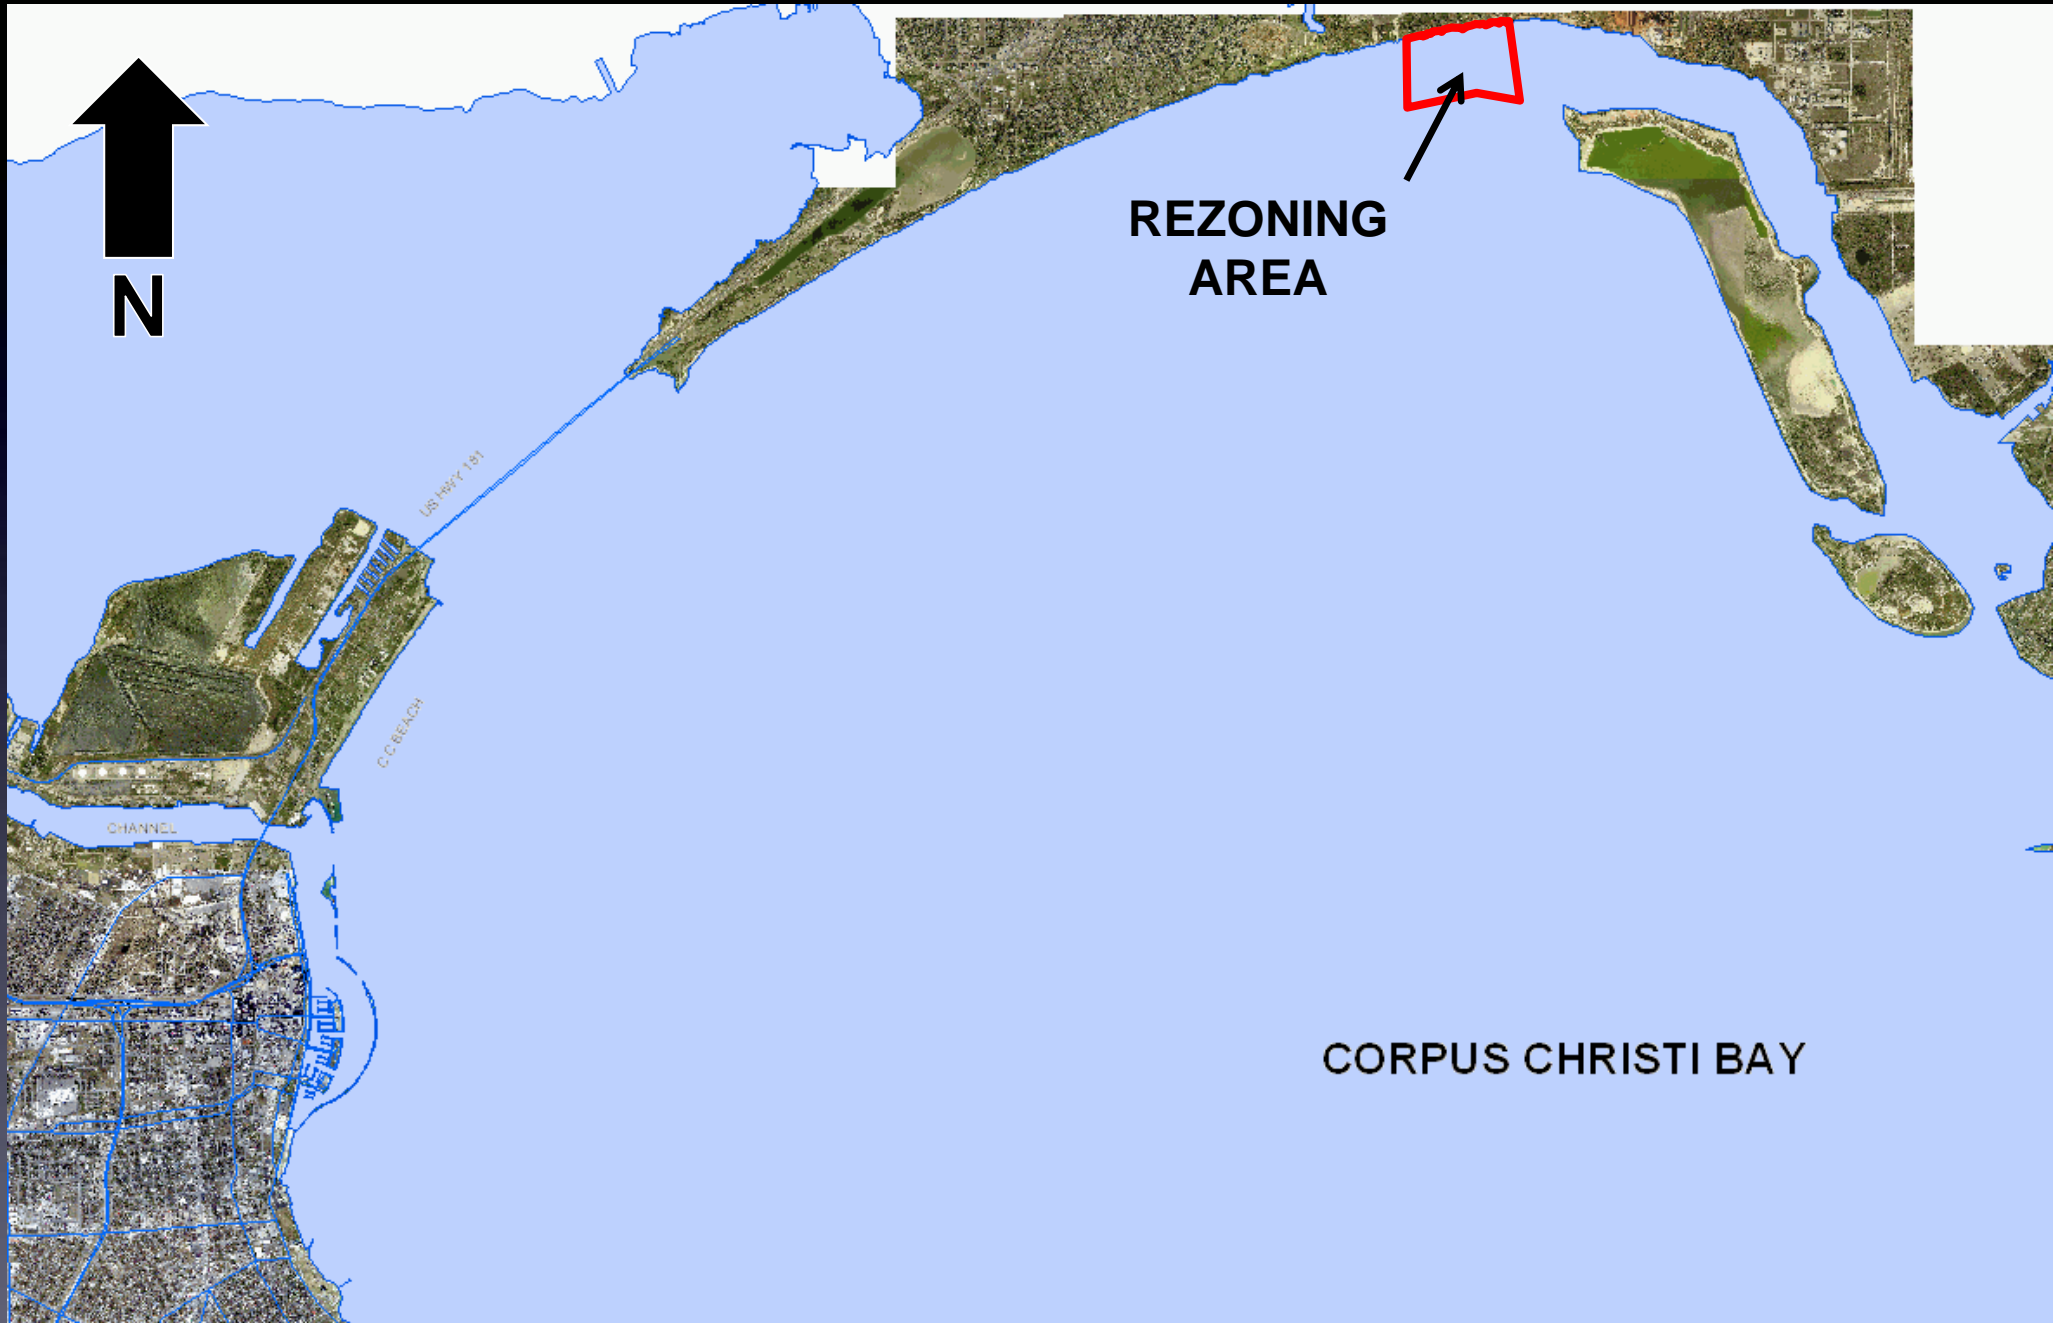 REZONING
AREA
N
US HWY 181
C C BEACH
CHANNEL
CORPUS CHRISTI BAY